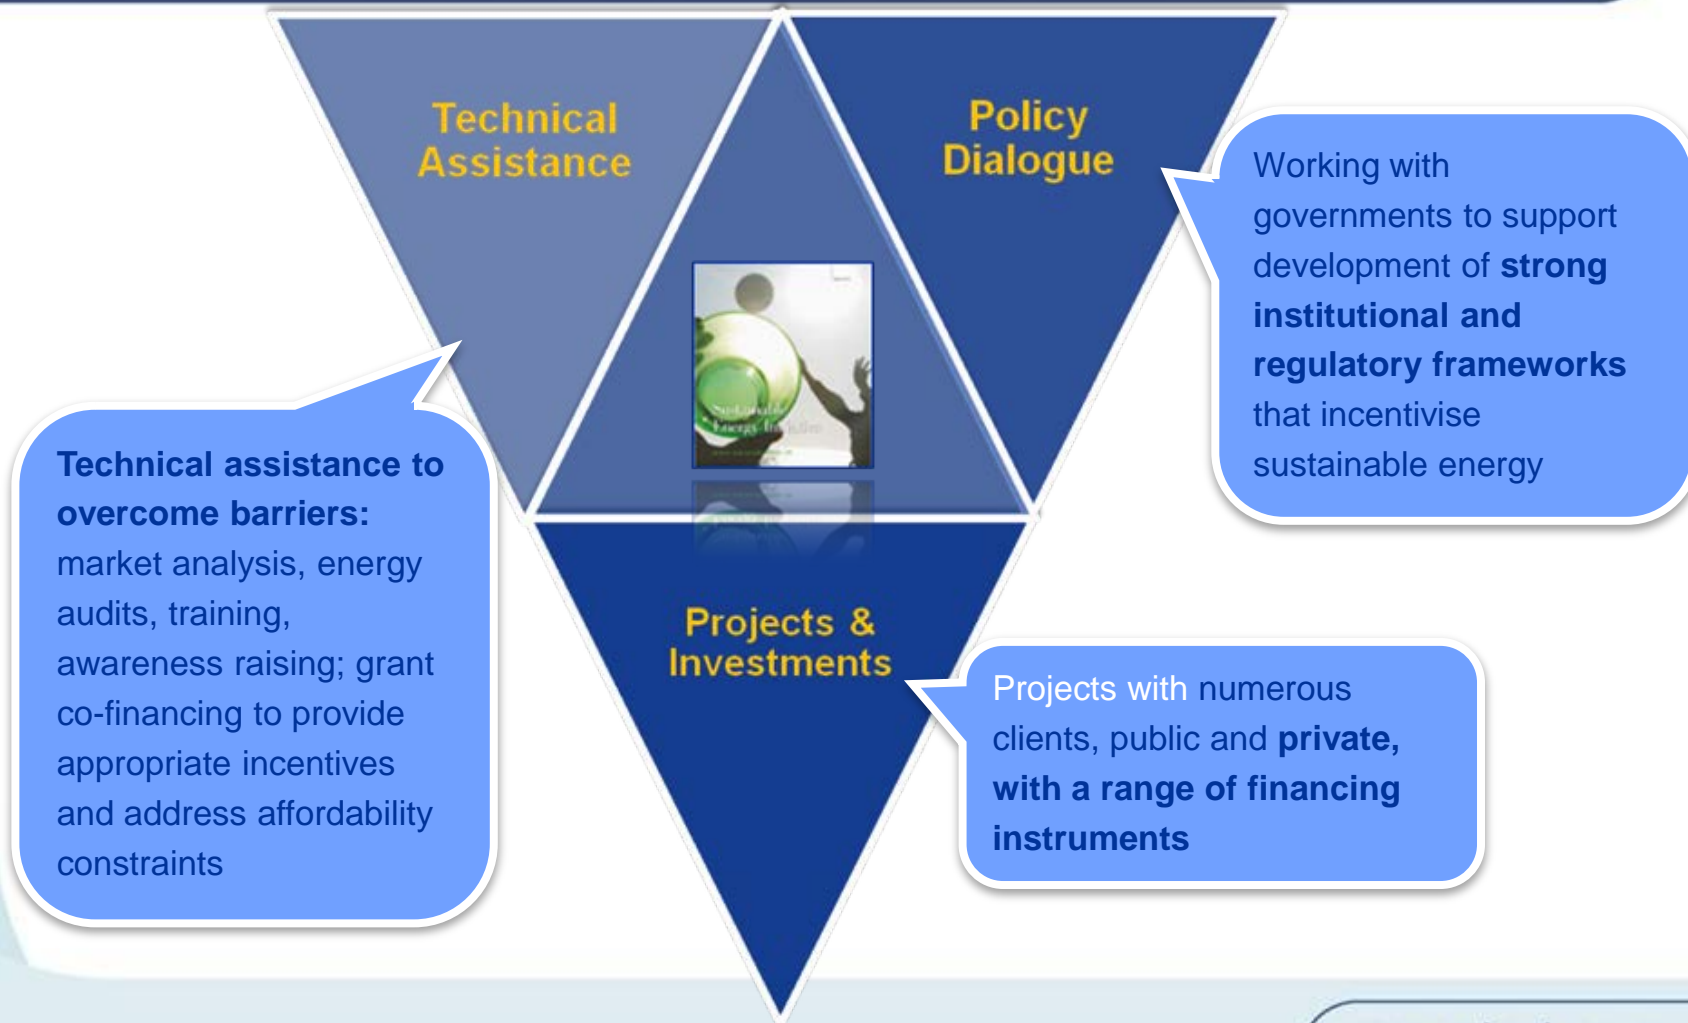 Technical
Assistance
Policy
Dialogue
Working with
governments to support
development of strong
institutional and
regulatory frameworks
that incentivise
sustainable energy
Sustainable
Energy Initiative
Technical assistance to
overcome barriers:
market analysis, energy
audits, training,
awareness raising; grant
co-financing to provide
appropriate incentives
and address affordability
constraints
Projects &
Investments
Projects with numerous
clients, public and private,
with a range of financing
instruments